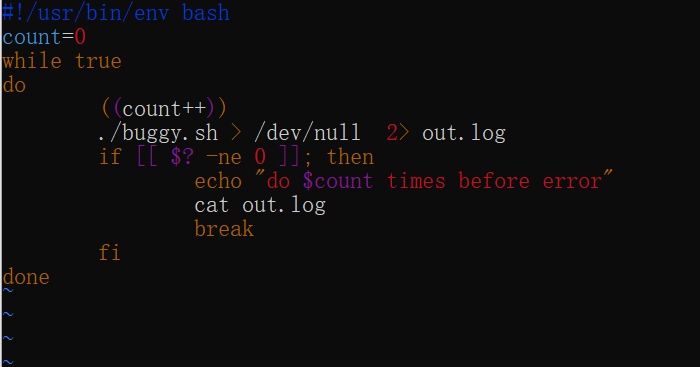 #!/usr/bin/env bash
count=0
while true
do
        ((count++))
        ./buggy.sh > /dev/null  2> out.log
        if [[ $? -ne 0 ]]; then
                echo "do $count times before error"
                cat out.log
                break
        fi
done
~
~
~
~